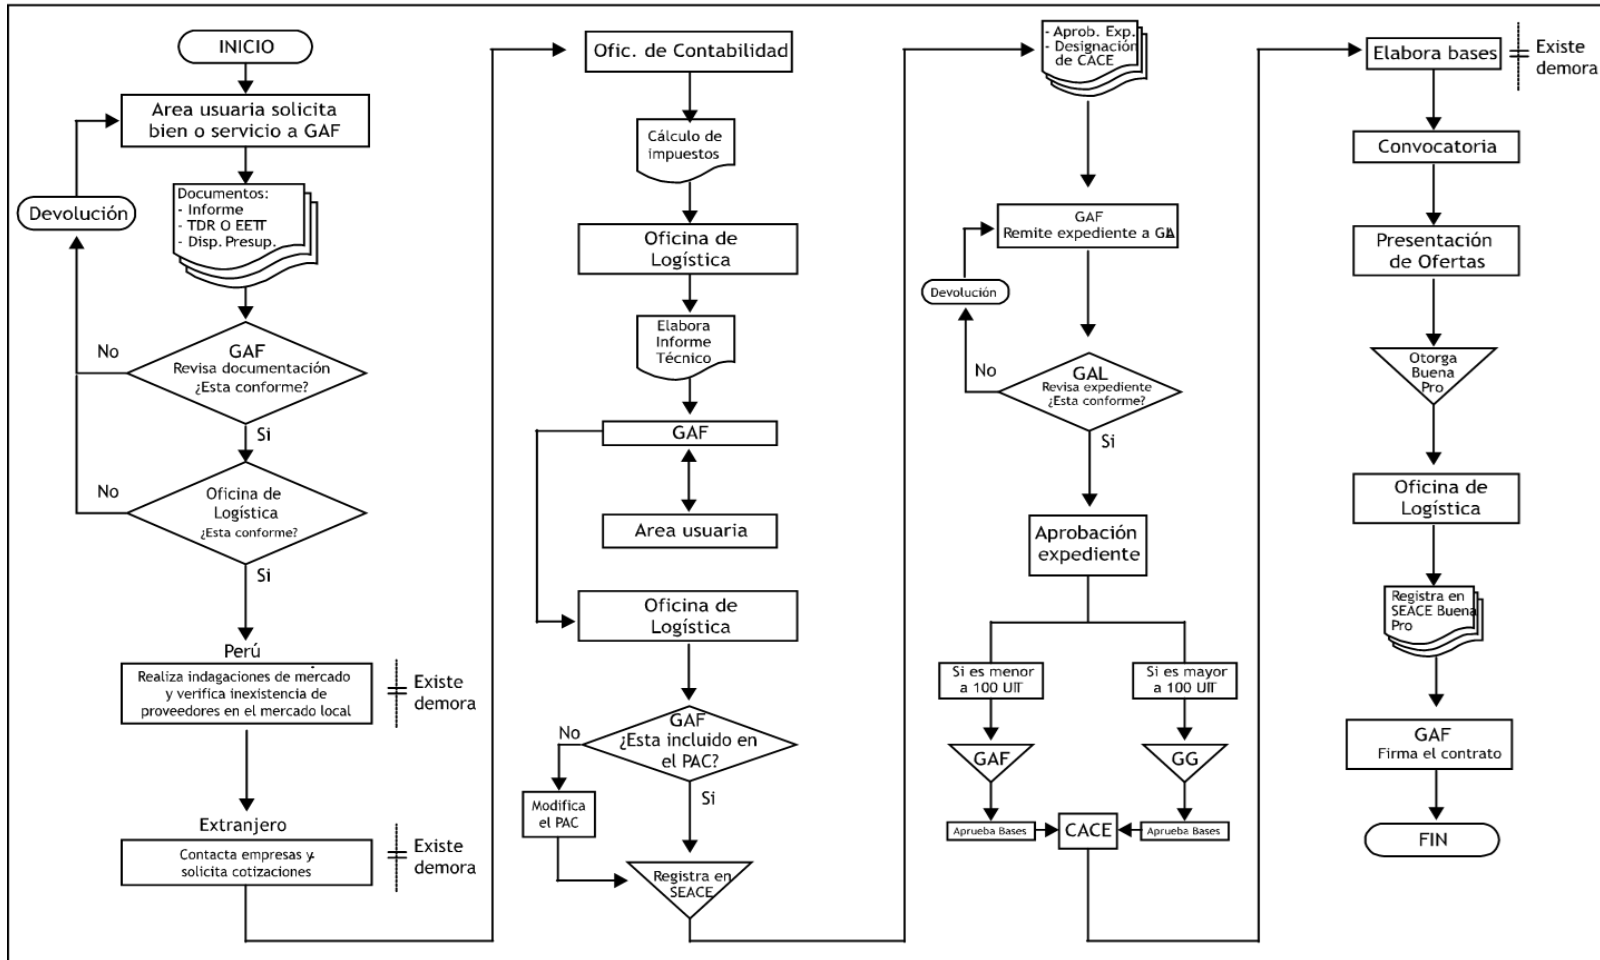 INICIO
Area usuaria solicita
bien o servicio a GAF
Devolución
Documentos:
- Informe
- TDR O EETT
- Disp. Presup.
No
GAF
Revisa documentación
¿Esta conforme?
Si
No
Oficina de
Logística
¿Esta conforme?
Si
Perú
Realiza indagaciones de mercado
y verifica inexistencia de
proveedores en el mercado local
Existe
demora
Extranjero
Contacta empresas y
solicita cotizaciones
Existe
demora
Ofic. de Contabilidad
Cálculo de
impuestos
Oficina de
Logística
Elabora
Informe
Técnico
GAF
Area usuaria
Oficina de
Logística
No
GAF
¿Esta incluido en
el PAC?
Si
Modifica
el PAC
Registra en
SEACE
- Aprob. Exp.
- Designación
de CACE
GAF
Remite expediente a GAL
Devolución
No
GAL
Revisa expediente
¿Esta conforme?
Si
Aprobación
expediente
Si es menor
a 100 UIT
Si es mayor
a 100 UIT
GAF
GG
Aprueba Bases
CACE
Aprueba Bases
Elabora bases
Existe
demora
Convocatoria
Presentación
de Ofertas
Otorga
Buena
Pro
Oficina de
Logística
Registra en
SEACE Buena
Pro
GAF
Firma el contrato
FIN